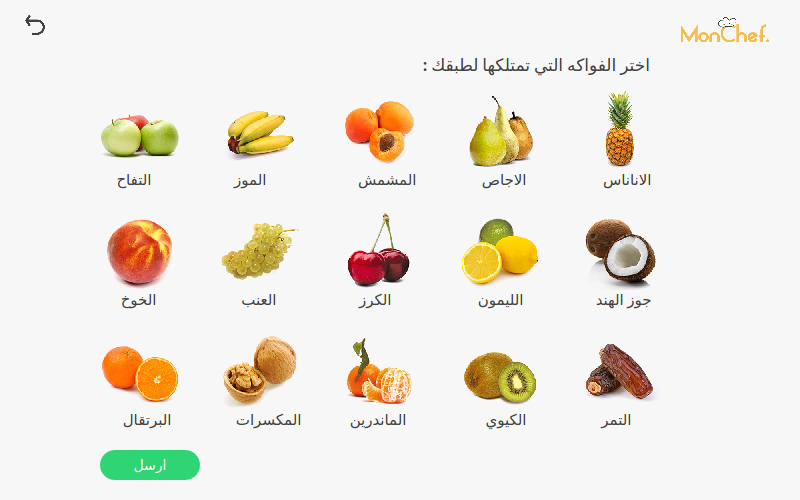 MonChef.
اختر الفواكه التي تمتلكها لطبقك :
الاناناس
الاجاص
المشمش
الموز
التفاح
جوز الهند
الليمون
الكرز
العنب
الخوخ
التمر
الكيوي
الماندرين
المكسرات
البرتقال
ارسل